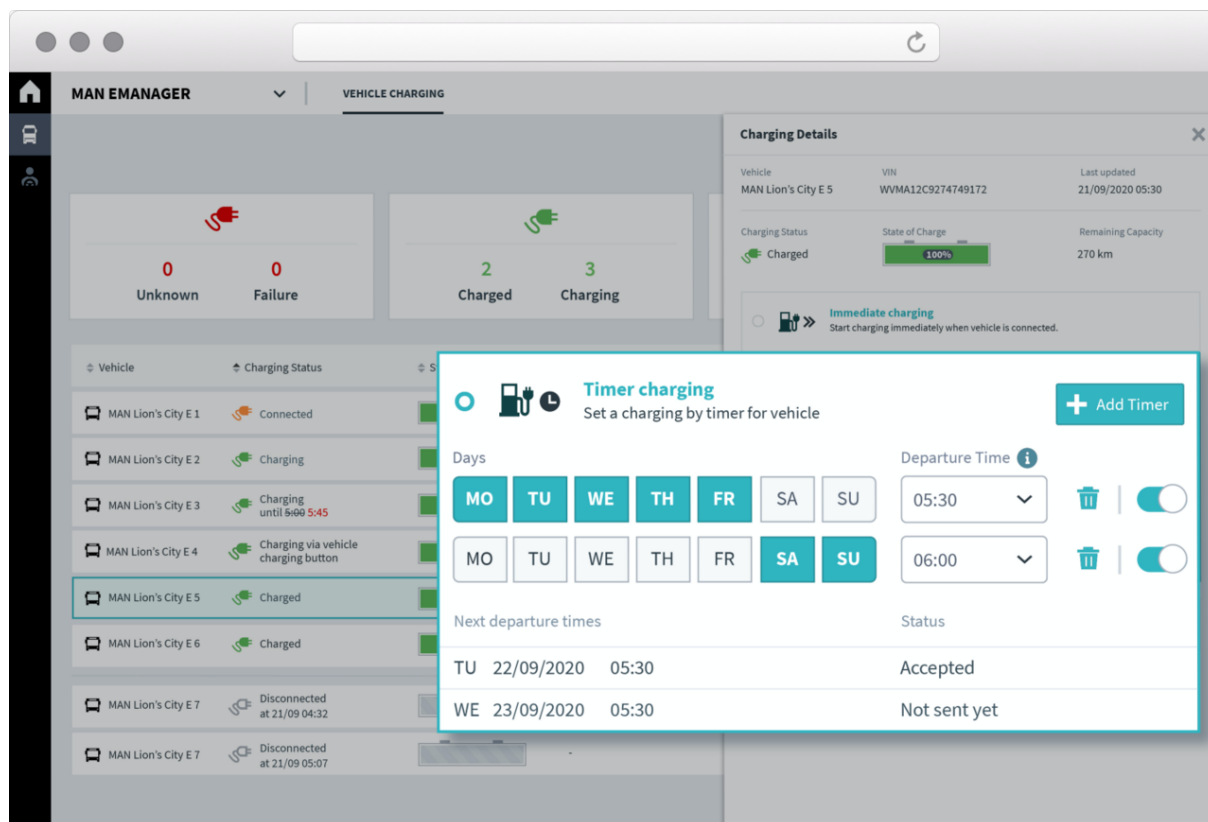 MAN EMANAGER
VEHICLE CHARGING
Charging Details
Vehicle VIN Last updated
MAN Lion's City E 5 WVMA12C9274749172 21/09/2020 05:30
Charging Status State of Charge Remaining Capacity
Charged 100% 270 km
0 0
Unknown Failure
2 3
Charged Charging
Immediate charging
Start charging immediately when vehicle is connected.
Vehicle Charging Status S
MAN Lion's City E 1 Connected
MAN Lion's City E 2 Charging
MAN Lion's City E 3 Charging
until 5:00 5:45
MAN Lion's City E 4 Charging via vehicle
charging button
MAN Lion's City E 5 Charged
MAN Lion's City E 6 Charged
MAN Lion's City E 7 Disconnected
at 21/09 04:32
MAN Lion's City E 7 Disconnected
at 21/09 05:07
-
Timer charging
Set a charging by timer for vehicle
Add Timer
Days Departure Time
MO TU WE TH FR SA SU 05:30
MO TU WE TH FR SA SU 06:00
Next departure times Status
TU 22/09/2020 05:30 Accepted
WE 23/09/2020 05:30 Not sent yet